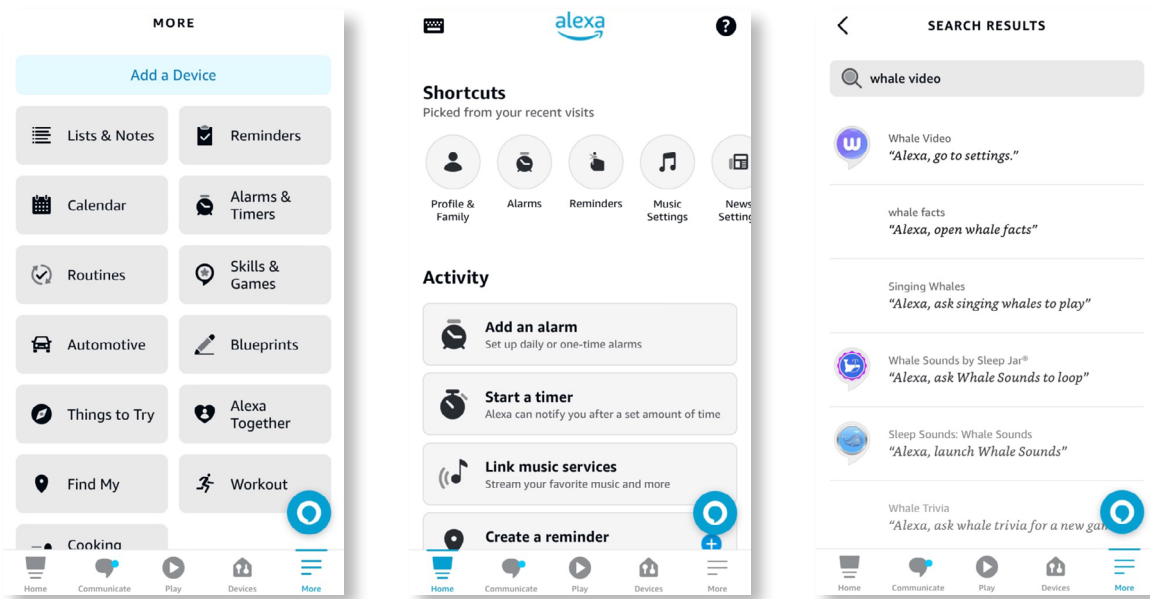 MORE
Add a Device
Lists & Notes
Reminders
Calendar
Alarms &
Timers
Routines
Skills &
Games
Automotive
Blueprints
Things to Try
Alexa
Together
Find My
Workout
Cooking
Home
Communicate
Play
Devices
More
alexa
?
Shortcuts
Picked from your recent visits
Profile &
Family
Alarms
Reminders
Music
Settings
News
Settin
Activity
Add an alarm
Set up daily or one-time alarms
Start a timer
Alexa can notify you after a set amount of time
Link music services
Stream your favorite music and more
Create a reminder
Home
Communicate
Play
Devices
More
SEARCH RESULTS
whale video
Whale Video
“Alexa, go to settings.”
whale facts
“Alexa, open whale facts”
Singing Whales
“Alexa, ask singing whales to play”
Whale Sounds by Sleep Jar®
“Alexa, ask Whale Sounds to loop”
Sleep Sounds: Whale Sounds
“Alexa, launch Whale Sounds”
Whale Trivia
“Alexa, ask whale trivia for a new gam
Home
Communicate
Play
Devices
More